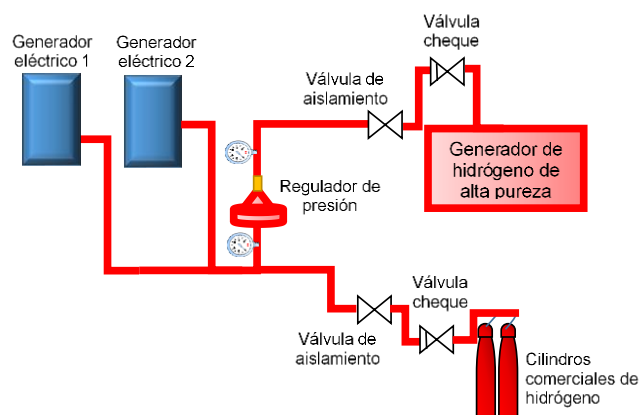 Generador
eléctrico 1
Generador
eléctrico 2
Válvula
cheque
Válvula de
aislamiento
Generador de
hidrógeno de
alta pureza
Regulador de
presión
Válvula
cheque
Válvula de
aislamiento
Cilindros
comerciales de
hidrógeno